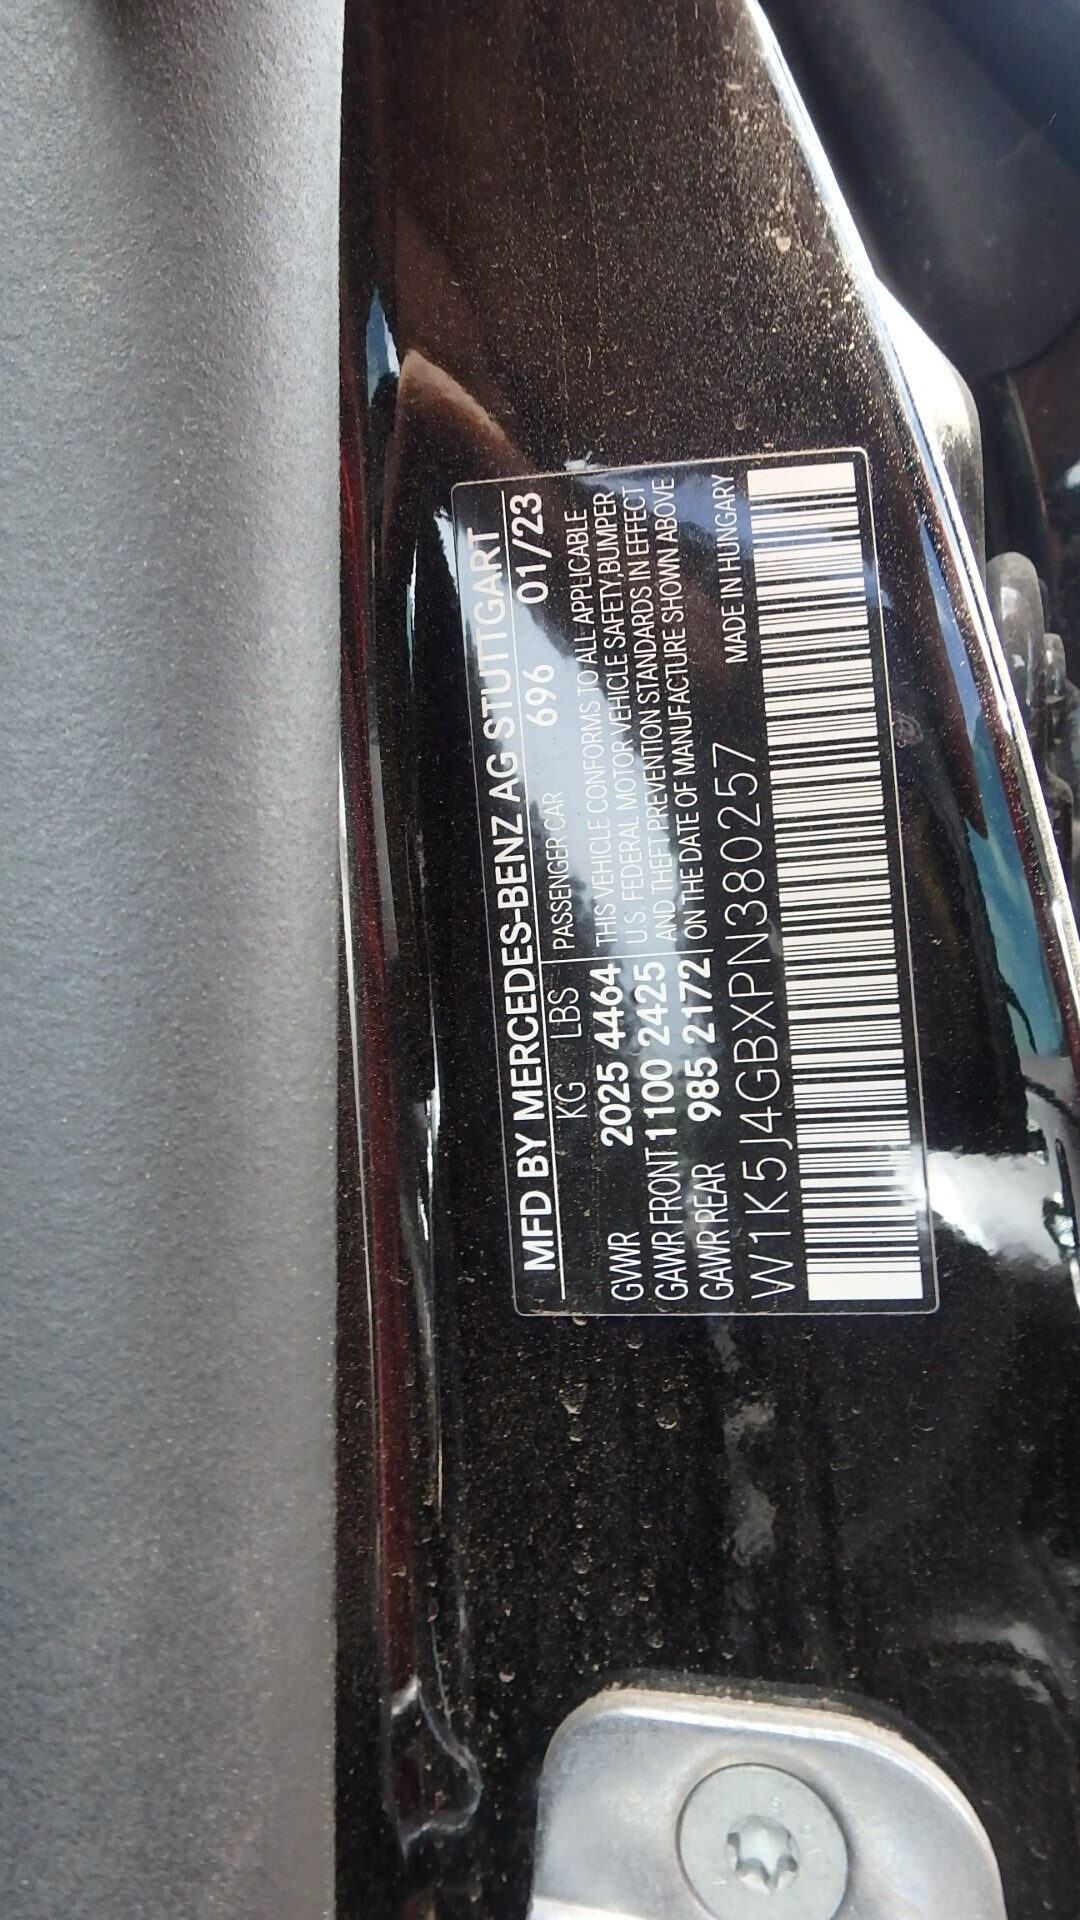 MFD BY MERCEDES-BENZ AG STUTTGART
KG LBS PASSENGER CAR 696 01/23
GVWR 2025 4464 THIS VEHICLE CONFORMS TO ALL APPLICABLE
GAWR FRONT 1100 2425 U.S. FEDERAL MOTOR VEHICLE SAFETY,BUMPER
GAWR REAR 985 2172 AND THEFT PREVENTION STANDARDS IN EFFECT
ON THE DATE OF MANUFACTURE SHOWN ABOVE
W1K5J4GBXPN380257 MADE IN HUNGARY